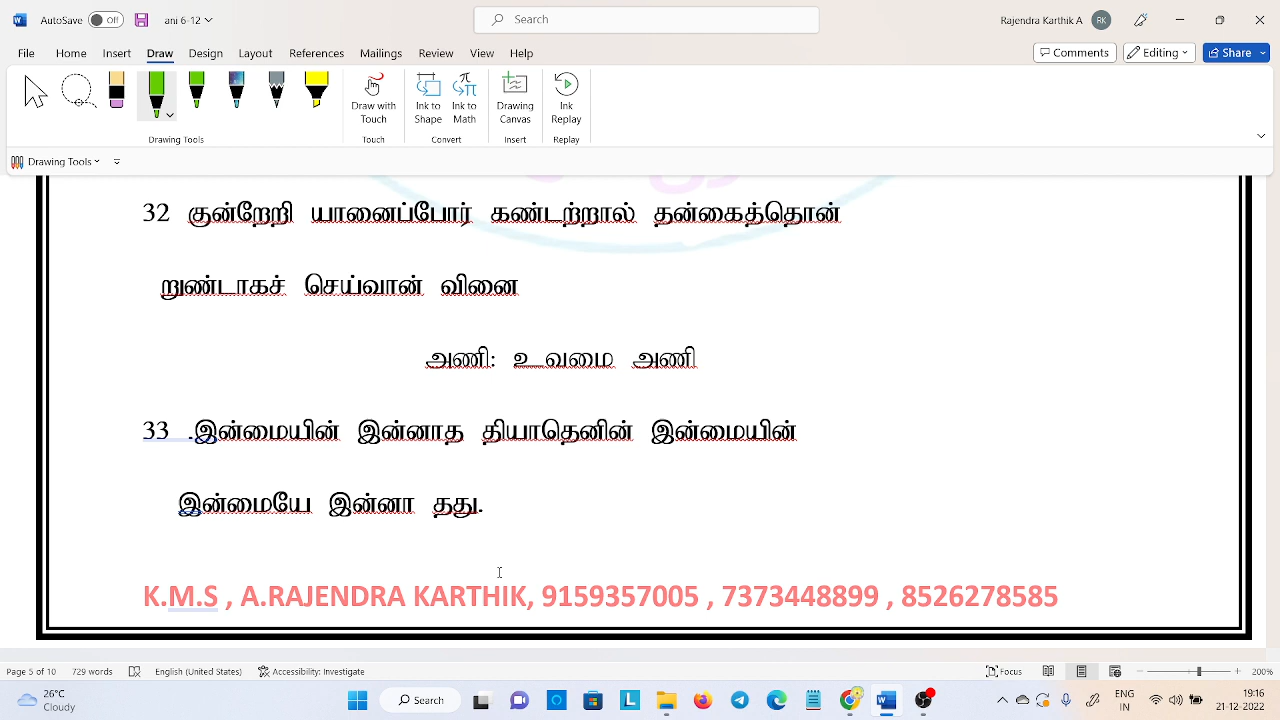 AutoSave Off
Search
Rajendra Karthik A RK
File Home Insert Draw Design Layout References Mailings Review View Help
Comments Editing Share
Draw with Touch
Ink to Shape
Ink to Math
Drawing Canvas
Ink Replay
Drawing Tools Touch Convert Insert Replay
Drawing Tools
32 குன்றேறி யானைப்போர் கண்டற்றால் தன்கைத்தொன்
றுண்டாகச் செய்வான் வினை
அணி: உவமை அணி
33 .இன்மையின் இன்னாத தியாதெனின் இன்மையின்
இன்மையே இன்னா தது.
K.M.S , A.RAJENDRA KARTHIK, 9159357005 , 7373448899 , 8526278585
Page 5 of 10 729 words English (United States) Accessibility: Investigate Focus 200%
26°C
Cloudy
Search
ENG
IN
19:16
21-12-2022